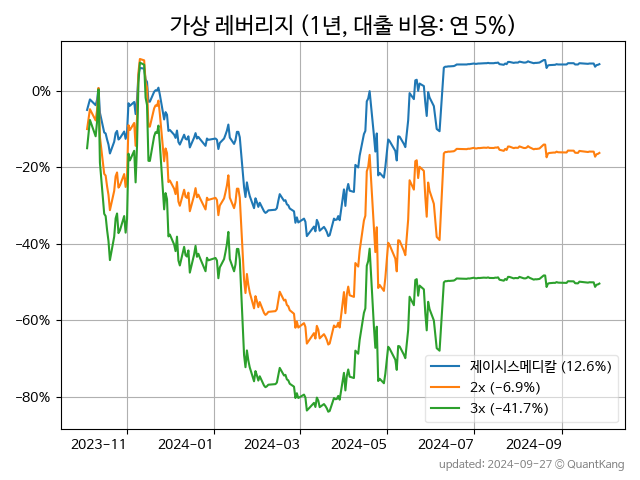 가상 레버리지 (1년, 대출 비용: 연 5%)
0%
−20%
−40%
−60%
−80%
제이시스메디칼 (12.6%)
2x (−6.9%)
3x (−41.7%)
2023−11 2024−01 2024−03 2024−05 2024−07 2024−09
updated: 2024−09−27 ⓒ QuantKang